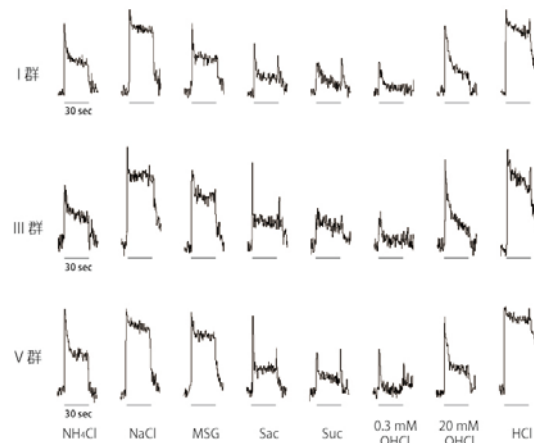 I 群
30 sec
III 群
30 sec
V 群
30 sec
NH₄Cl NaCl MSG Sac Suc 0.3 mM QHCl 20 mM QHCl HCl